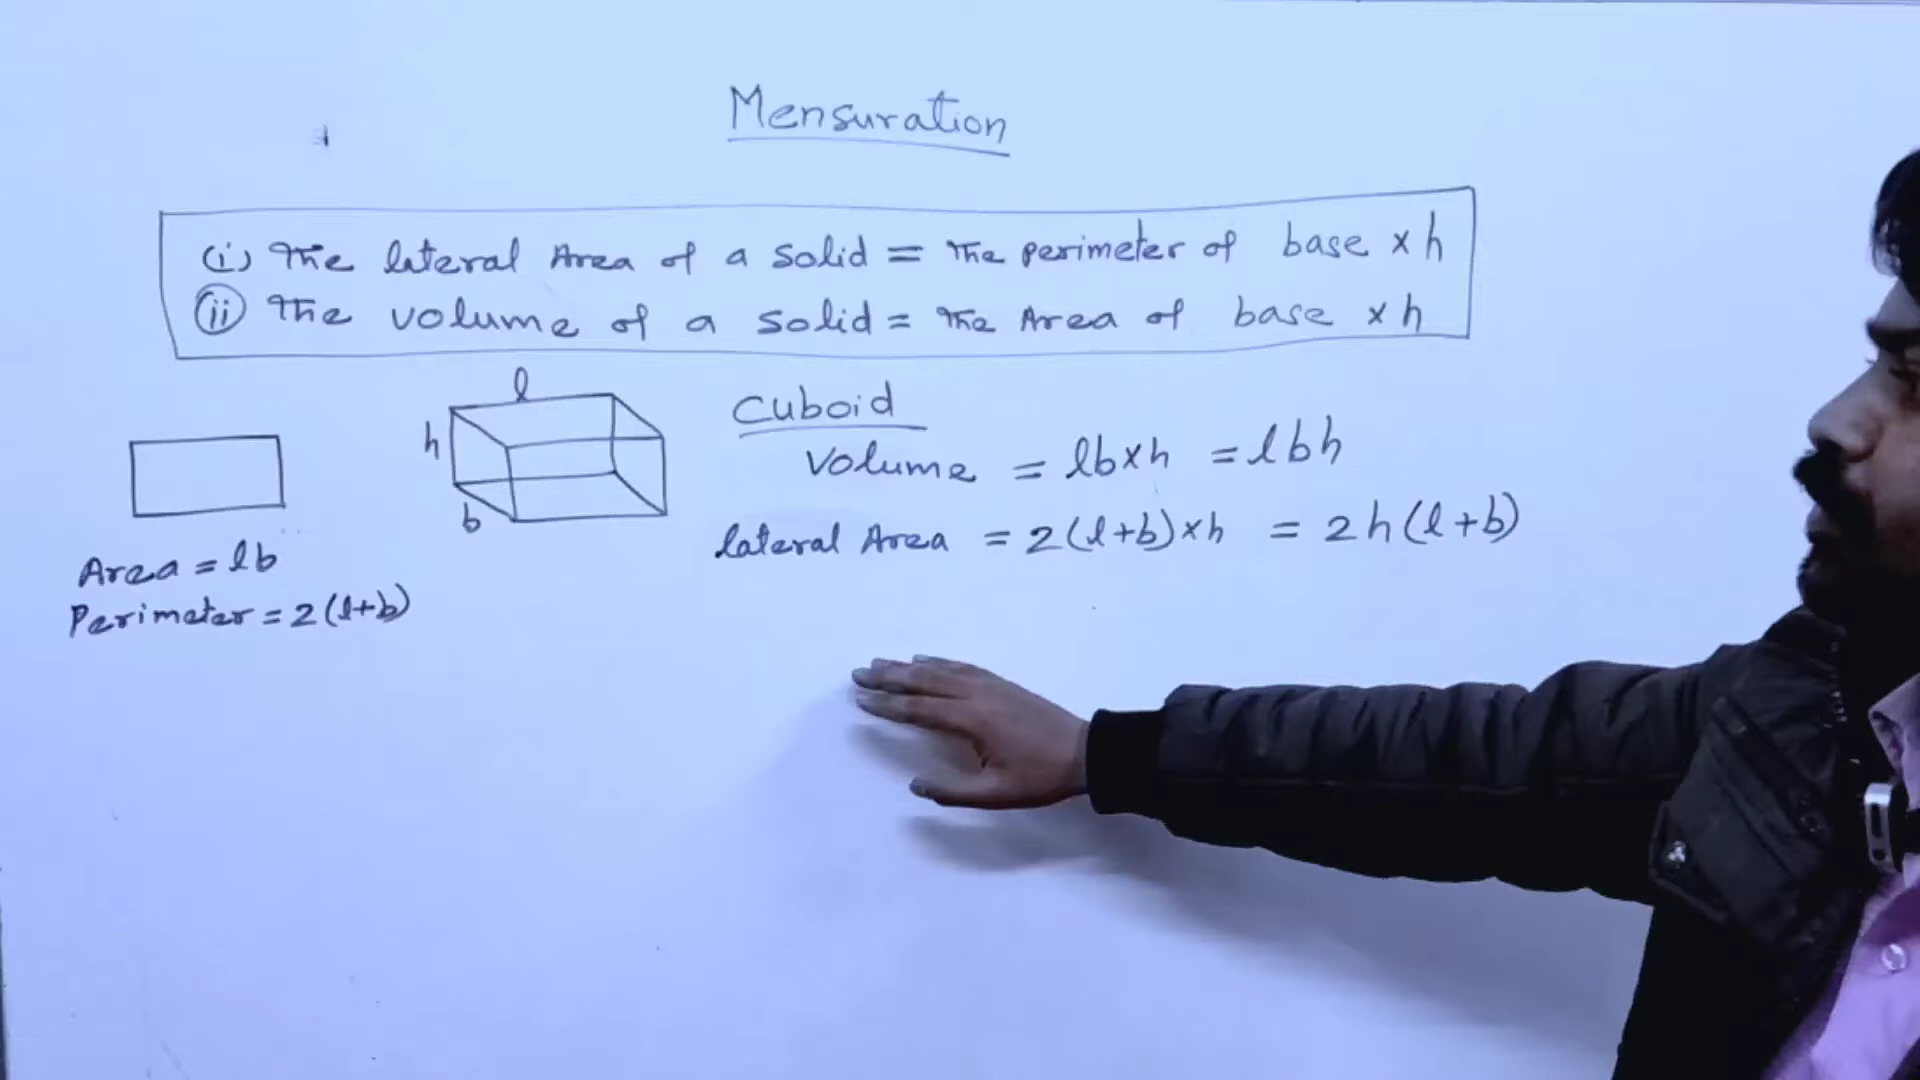 Mensuration
(i) The lateral Area of a solid = The perimeter of base × h
(ii) The volume of a solid = The Area of base × h
l
h
b
Area = lb
Perimeter = 2(l+b)
Cuboid
Volume = lb×h = lbh
lateral Area = 2(l+b)×h = 2h(l+b)